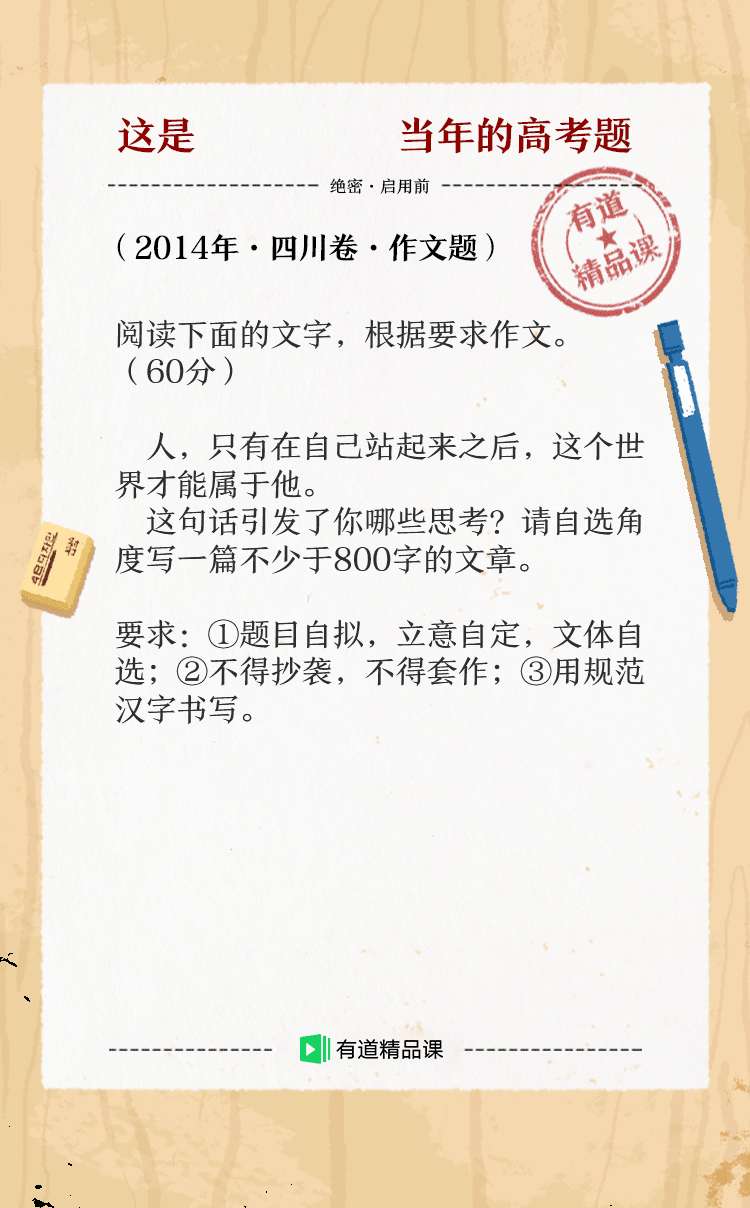 这是 当年的高考题
绝密·启用前
有道
精品课
（2014年·四川卷·作文题）
阅读下面的文字，根据要求作文。
（60分）
人，只有在自己站起来之后，这个世
界才能属于他。
这句话引发了你哪些思考？请自选角
度写一篇不少于800字的文章。
要求：①题目自拟，立意自定，文体自
选；②不得抄袭，不得套作；③用规范
汉字书写。
有道精品课